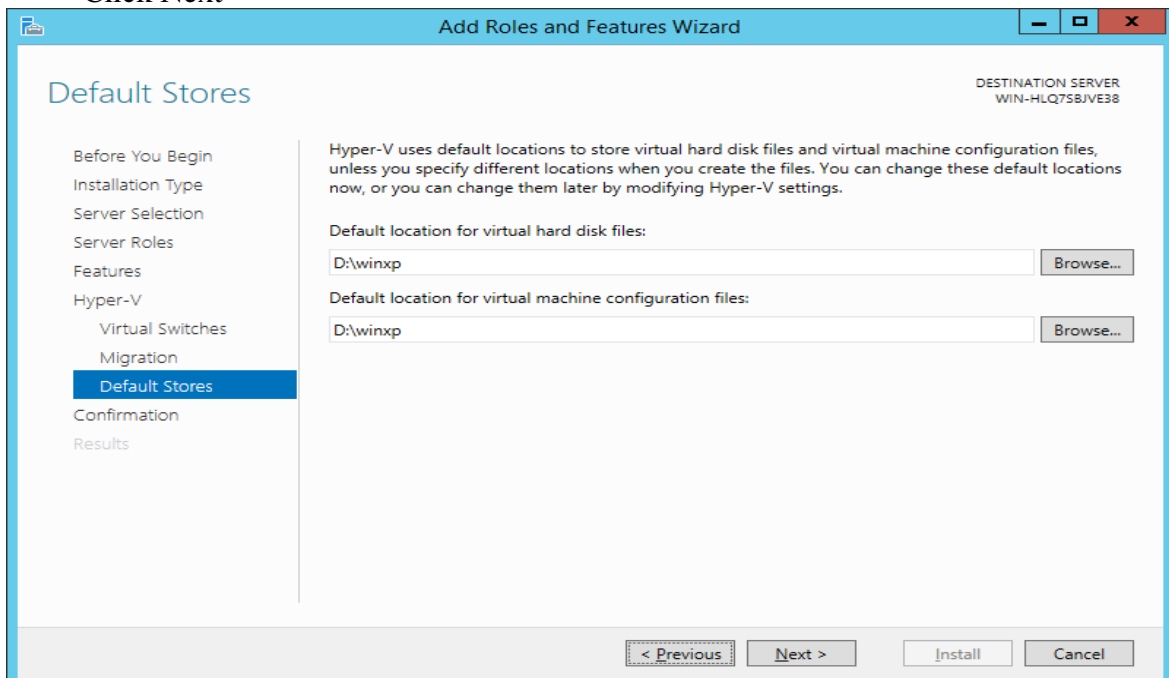 Click Next
Add Roles and Features Wizard
Default Stores
DESTINATION SERVER
WIN-HLQ7SBJVE38
Before You Begin
Installation Type
Server Selection
Server Roles
Features
Hyper-V
Virtual Switches
Migration
Default Stores
Confirmation
Results
Hyper-V uses default locations to store virtual hard disk files and virtual machine configuration files,
unless you specify different locations when you create the files. You can change these default locations
now, or you can change them later by modifying Hyper-V settings.
Default location for virtual hard disk files:
D:\winxp
Browse...
Default location for virtual machine configuration files:
D:\winxp
Browse...
< Previous
Next >
Install
Cancel